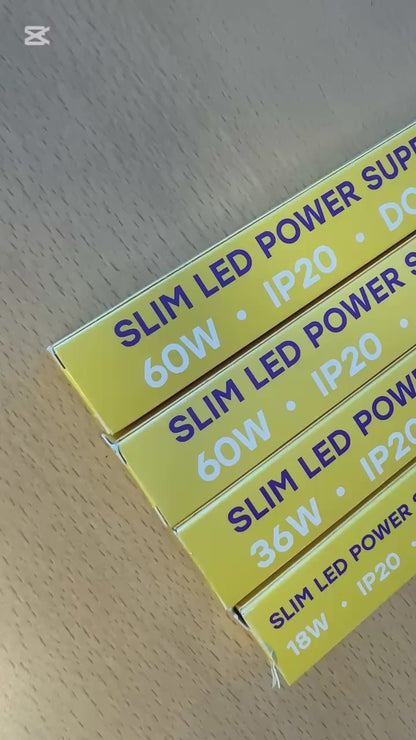 SLIM LED POWER SUPP
60W • IP20 • DC
SLIM LED POWER S
60W • IP20 •
SLIM LED POWE
36W • IP20
SLIM LED POWER S
18W • IP20 •